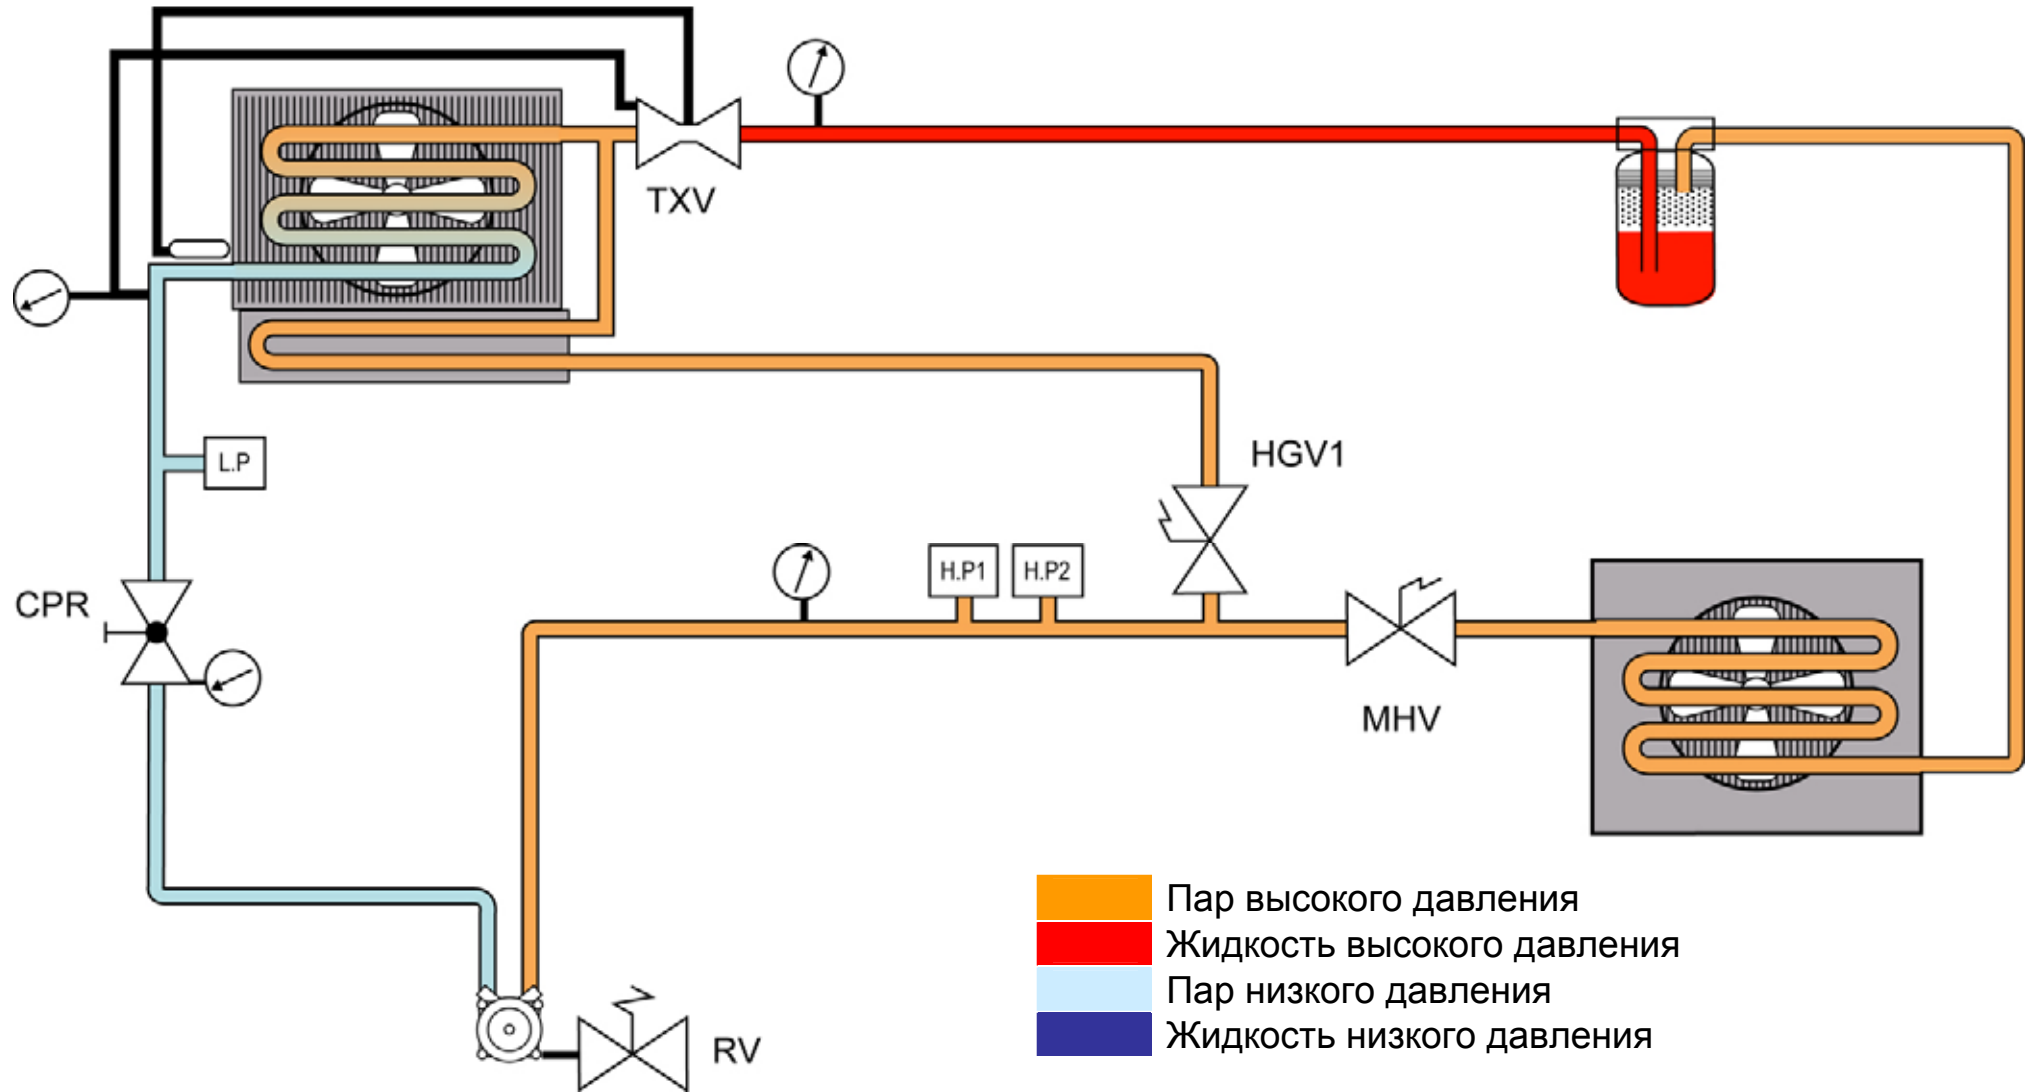 TXV
HGV1
L.P
H.P1
H.P2
CPR
MHV
Пар высокого давления
Жидкость высокого давления
Пар низкого давления
Жидкость низкого давления
RV